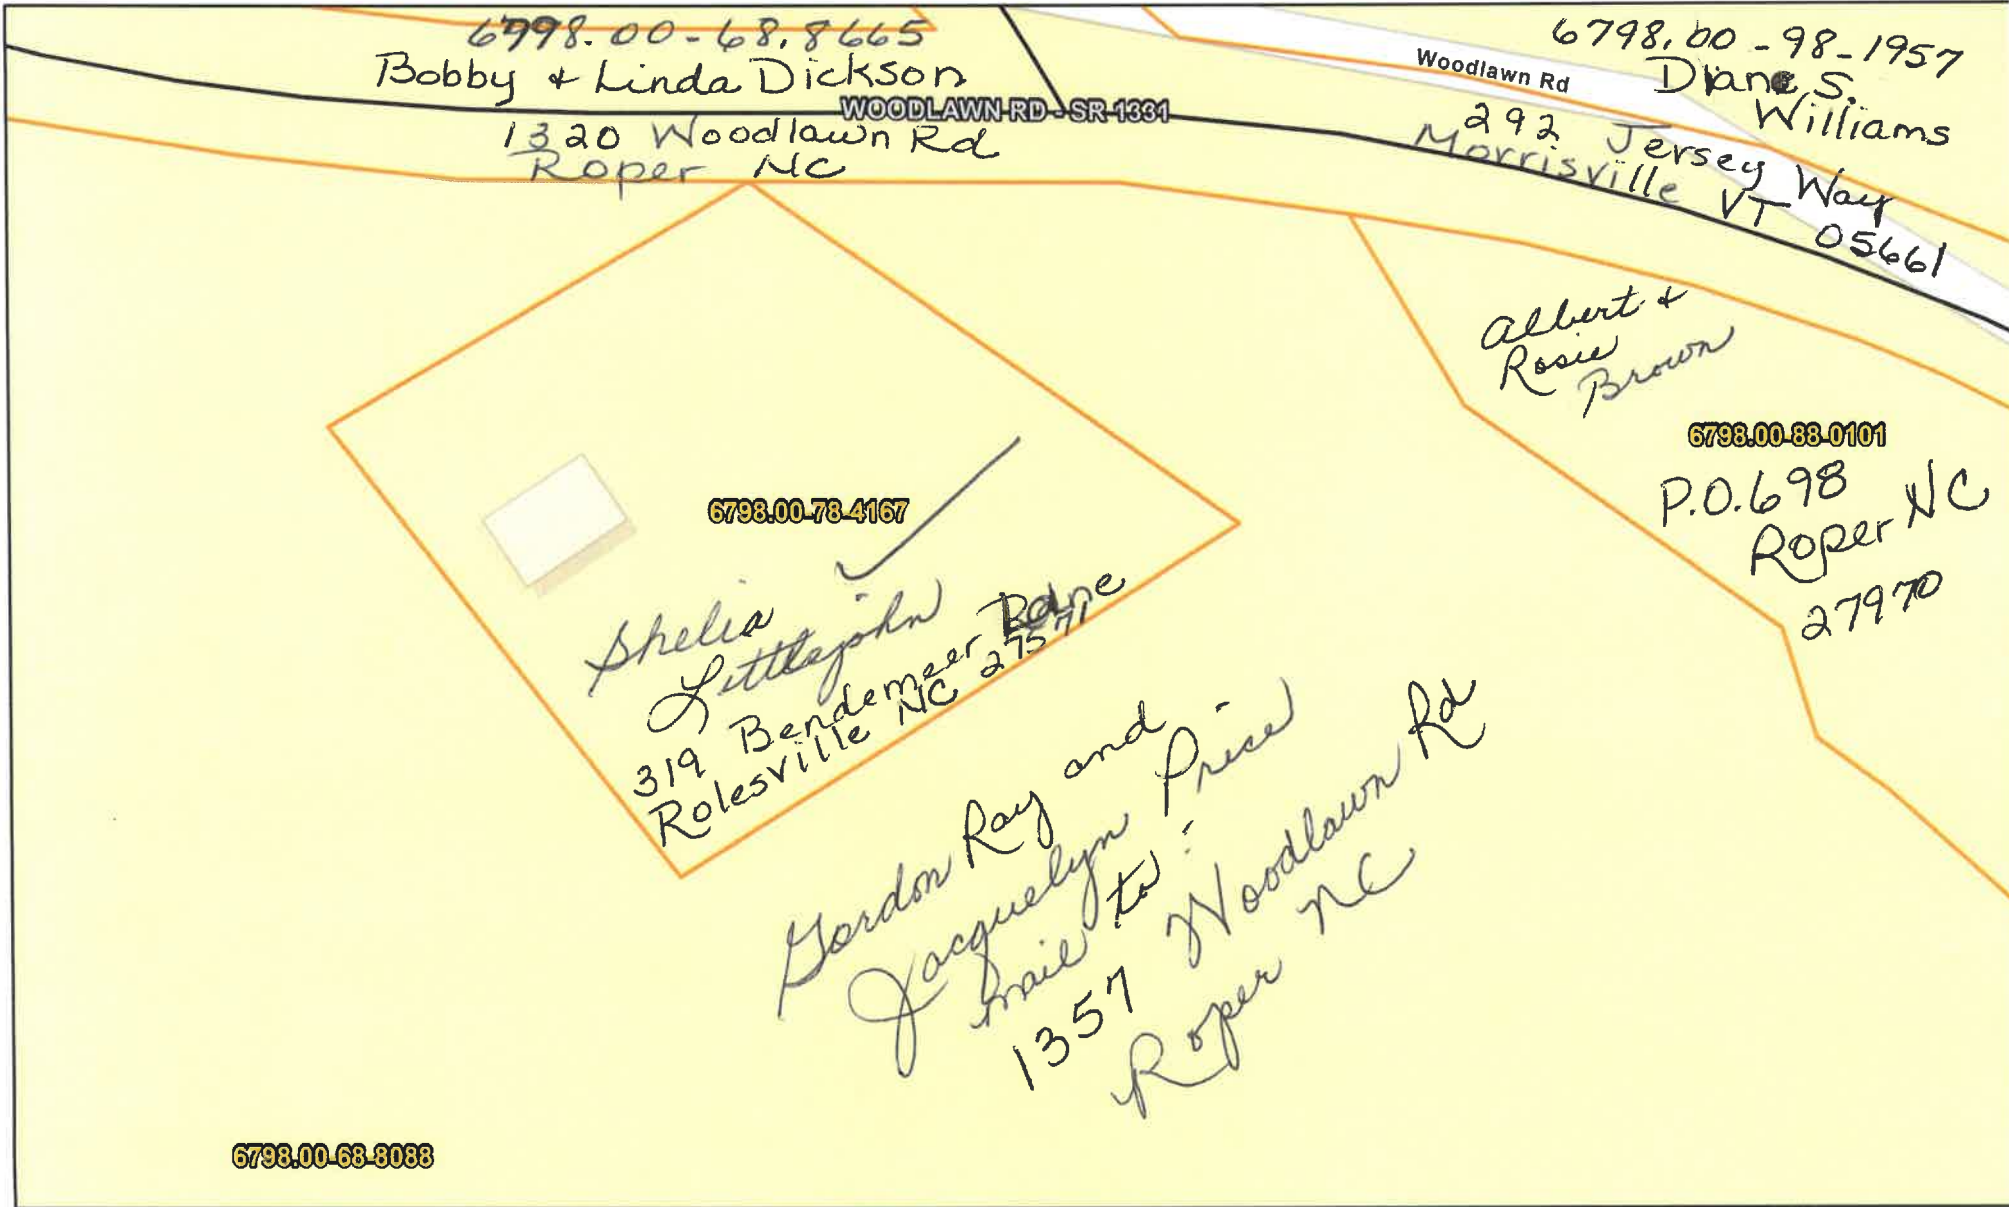 6798.00-68.8665
Bobby & Linda Dickson
WOODLAWN RD - SR 1331
1320 Woodlawn Rd
Roper NC
Woodlawn Rd
6798.00-98-1957
Diane S.
Williams
292 Jersey Way
Morrisville VT 05661
Albert &
Rosie
Brown
6798.00-88-0101
P.O. 698
Roper NC
27970
6798.00-78-4167
Shelia
Littlejohn
319 Bendemeer
Rolesville NC 27571
Gordon Ray and
Jacquelyn Price
mail to:
1357 Woodlawn Rd
Roper NC
6798.00-68-8088